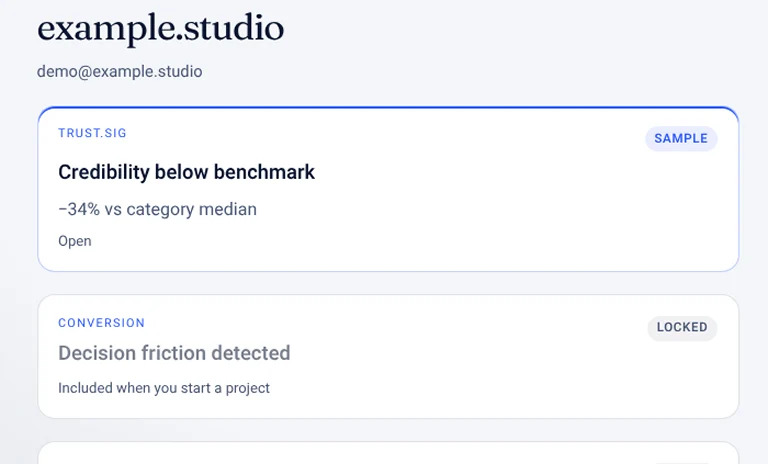 example.studio
demo@example.studio
TRUST.SIG
SAMPLE
Credibility below benchmark
−34% vs category median
Open
CONVERSION
LOCKED
Decision friction detected
Included when you start a project